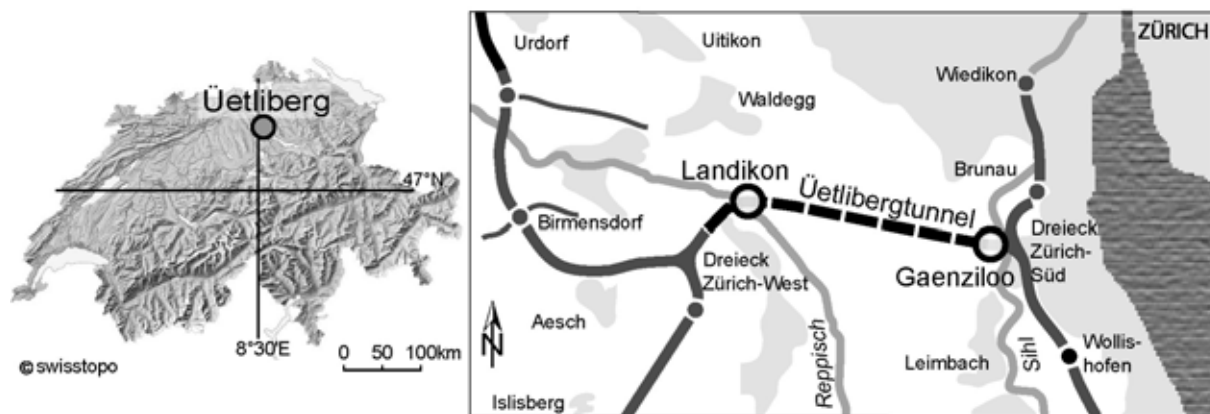 Üetliberg
47°N
8°30'E
0 50 100km
© swisstopo
ZÜRICH
Urdorf
Uitikon
Wiedikon
Waldegg
Landikon
Üetlibergtunnel
Brunau
Birmensdorf
Dreieck
Zürich-West
Dreieck
Zürich-
Süd
Gaenziloo
Aesch
N
Reppisch
Leimbach
Sihl
Wollis-
hofen
Islisberg